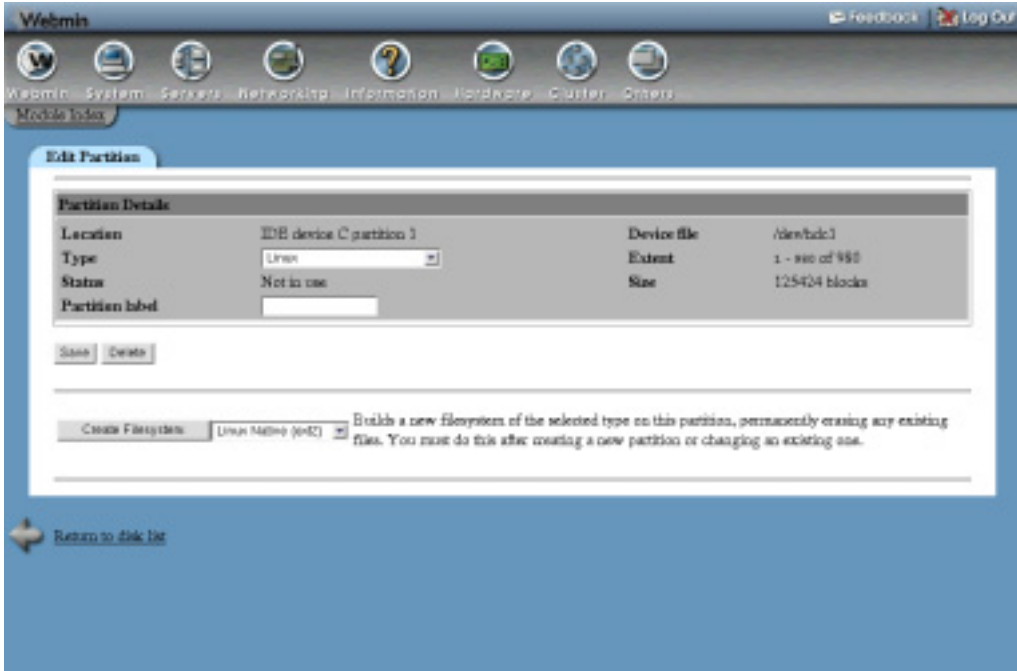 Webmin
Feedback Log Out
Webmin System Servers Networking Information Hardware Cluster Others
Module Index
Edit Partition
Partition Details
Location IDE device C partition 1 Device file /dev/hdc1
Type Linux Extent 1 - of 980
Status Not in use Size 125424 blocks
Partition label
Save Delete
Create Filesystem: Linux Native (ext2) Builds a new filesystem of the selected type on this partition, permanently erasing any existing
files. You must do this after creating a new partition or changing an existing one.
Return to disk list